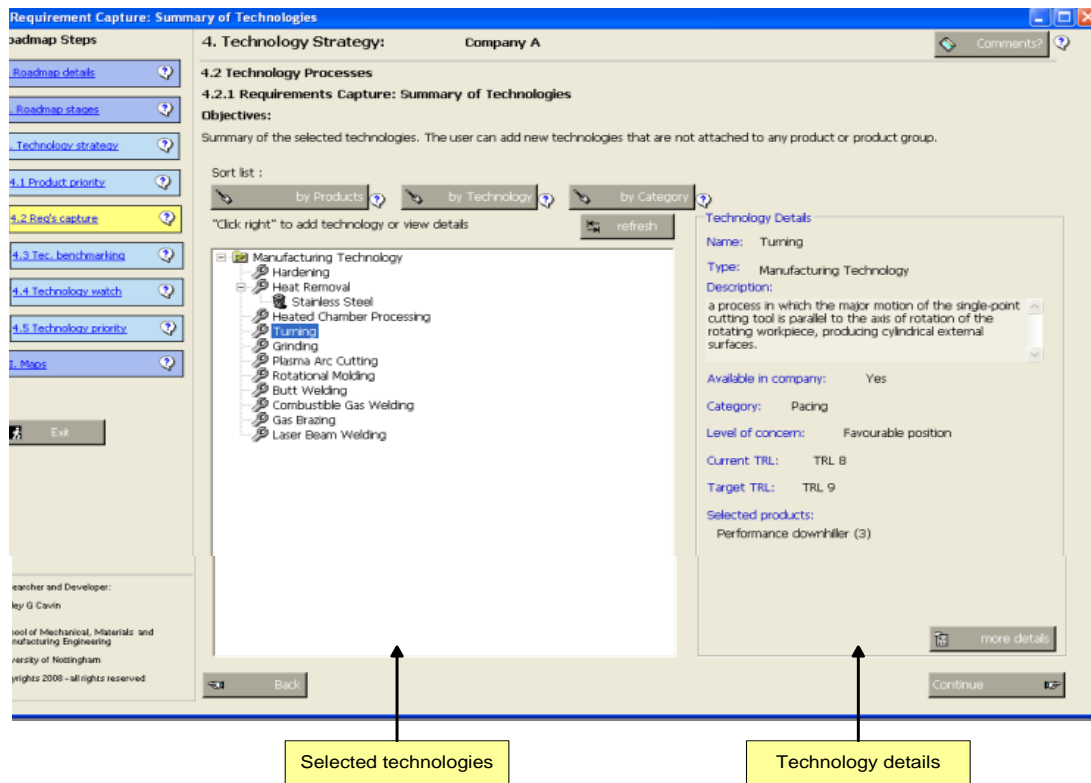 Requirement Capture: Summary of Technologies
oadmap Steps
. Roadmap details
. Roadmap stages
. Technology strategy
4.1 Product priority
4.2 Req's capture
4.3 Tec. benchmarking
4.4 Technology watch
4.5 Technology priority
I. Maps
Exit
earcher and Developer:
ley G Cavin
ool of Mechanical, Materials and
nufacturing Engineering
versity of Nottingham
yrights 2008 - all rights reserved
4. Technology Strategy: Company A
Comments?
4.2 Technology Processes
4.2.1 Requirements Capture: Summary of Technologies
Objectives:
Summary of the selected technologies. The user can add new technologies that are not attached to any product or product group.
Sort list :
by Products by Technology by Category
"Click right" to add technology or view details
refresh
Manufacturing Technology
Hardening
Heat Removal
Stainless Steel
Heated Chamber Processing
Turning
Grinding
Plasma Arc Cutting
Rotational Molding
Butt Welding
Combustible Gas Welding
Gas Brazing
Laser Beam Welding
Technology Details
Name: Turning
Type: Manufacturing Technology
Description:
a process in which the major motion of the single-point
cutting tool is parallel to the axis of rotation of the
rotating workpiece, producing cylindrical external
surfaces.
Available in company: Yes
Category: Pacing
Level of concern: Favourable position
Current TRL: TRL 8
Target TRL: TRL 9
Selected products:
Performance downhiller (3)
more details
Back
Continue
Selected technologies
Technology details